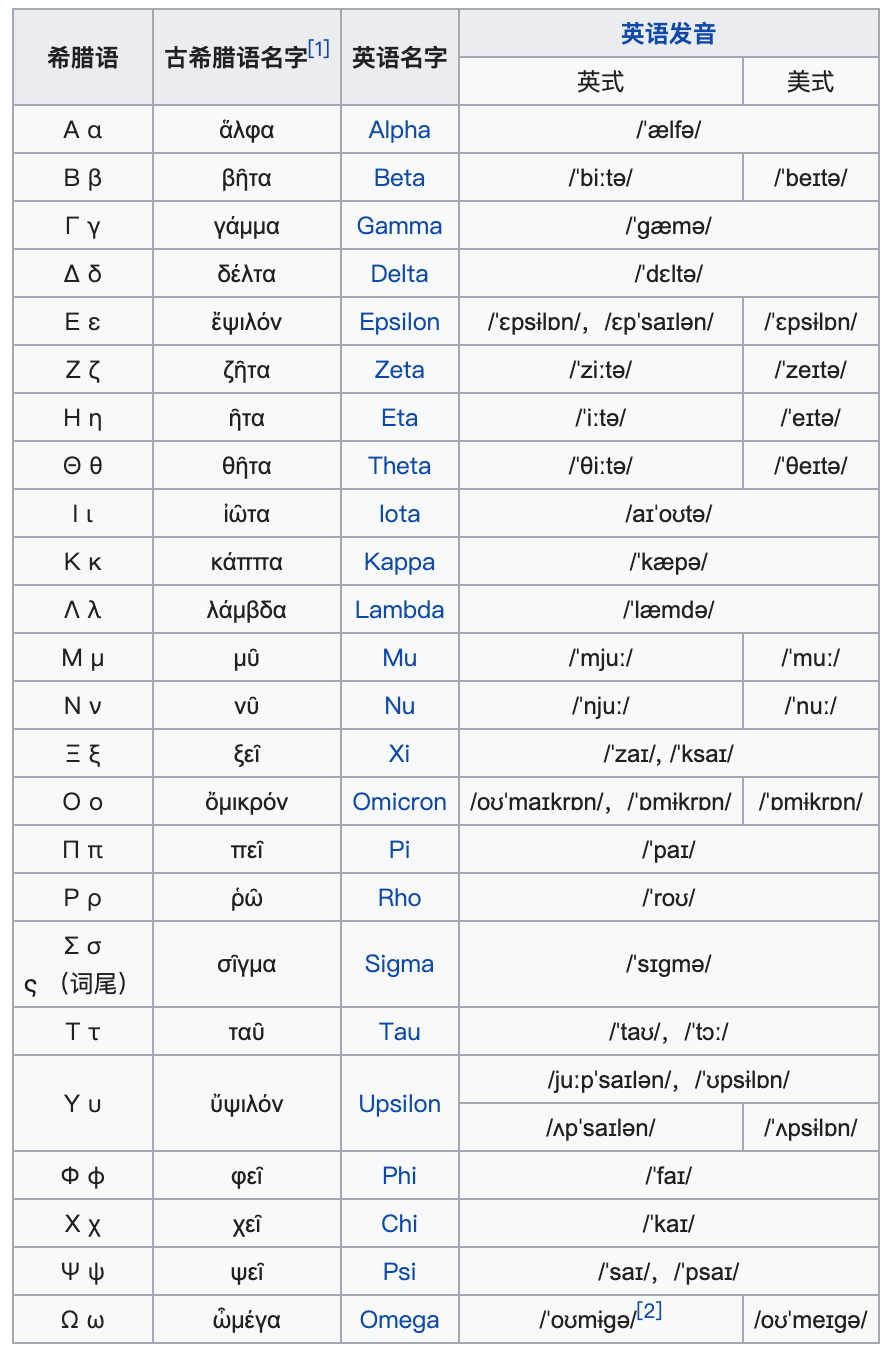 希腊语 古希腊语名字[1] 英语名字 英语发音
英式 美式
Α α ἄλφα Alpha /ˈælfə/
Β β βῆτα Beta /ˈbiːtə/ /ˈbeɪtə/
Γ γ γάμμα Gamma /ˈɡæmə/
Δ δ δέλτα Delta /ˈdɛltə/
Ε ε ἔψιλόν Epsilon /ˈɛpsɨlɒn/，/ɛpˈsaɪlən/ /ˈɛpsɨlɒn/
Ζ ζ ζῆτα Zeta /ˈziːtə/ /ˈzeɪtə/
Η η ῆτα Eta /ˈiːtə/ /ˈeɪtə/
Θ θ θῆτα Theta /ˈθiːtə/ /ˈθeɪtə/
Ι ι ἰῶτα Iota /aɪˈoʊtə/
Κ κ κάππα Kappa /ˈkæpə/
Λ λ λάμβδα Lambda /ˈlæmdə/
Μ μ μῦ Mu /ˈmjuː/ /ˈmuː/
Ν ν νῦ Nu /ˈnjuː/ /ˈnuː/
Ξ ξ ξεῖ Xi /ˈzaɪ/, /ˈksaɪ/
Ο ο ὄμικρόν Omicron /oʊˈmaɪkrɒn/，/ˈɒmɨkrɒn/ /ˈɒmɨkrɒn/
Π π πεῖ Pi /ˈpaɪ/
Ρ ρ ῥῶ Rho /ˈroʊ/
Σ σ
ς （词尾） σῖγμα Sigma /ˈsɪɡmə/
Τ τ ταῦ Tau /ˈtaʊ/，/ˈtɔː/
Υ υ ὔψιλόν Upsilon /juːpˈsaɪlən/，/ˈʊpsɨlɒn/
/ʌpˈsaɪlən/ /ˈʌpsɨlɒn/
Φ ϕ φεῖ Phi /ˈfaɪ/
Χ χ χεῖ Chi /ˈkaɪ/
Ψ ψ ψεῖ Psi /ˈsaɪ/，/ˈpsaɪ/
Ω ω ὦμέγα Omega /ˈoʊmɨɡə/[2] /oʊˈmeɪɡə/